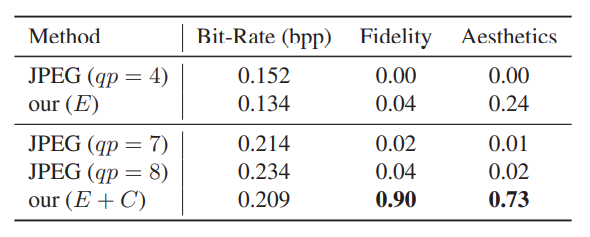 Method Bit-Rate (bpp) Fidelity Aesthetics
JPEG (qp = 4) 0.152 0.00 0.00
our (E) 0.134 0.04 0.24
JPEG (qp = 7) 0.214 0.02 0.01
JPEG (qp = 8) 0.234 0.04 0.02
our (E + C) 0.209 0.90 0.73